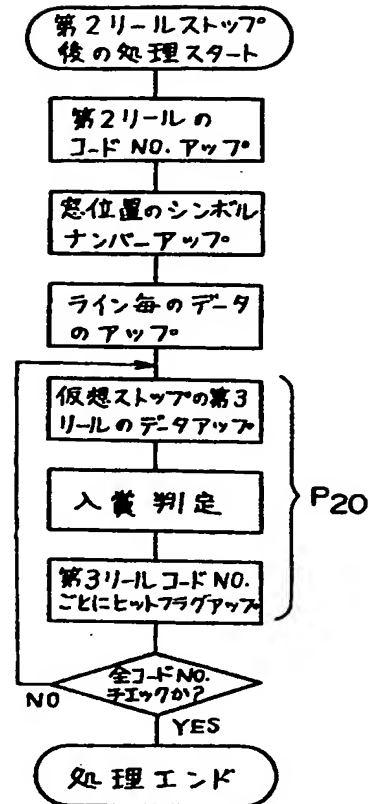 第2リールストップ
後の処理スタート
第2リールの
コードNO.アップ
窓位置のシンボル
ナンバーアップ
ライン毎のデータ
のアップ
仮想ストップの第3
リールのデータアップ
入賞判定
第3リールコードNO.
ごとにヒットフラグアップ
P20
全コードNO.
チェックか?
NO
YES
処理エンド